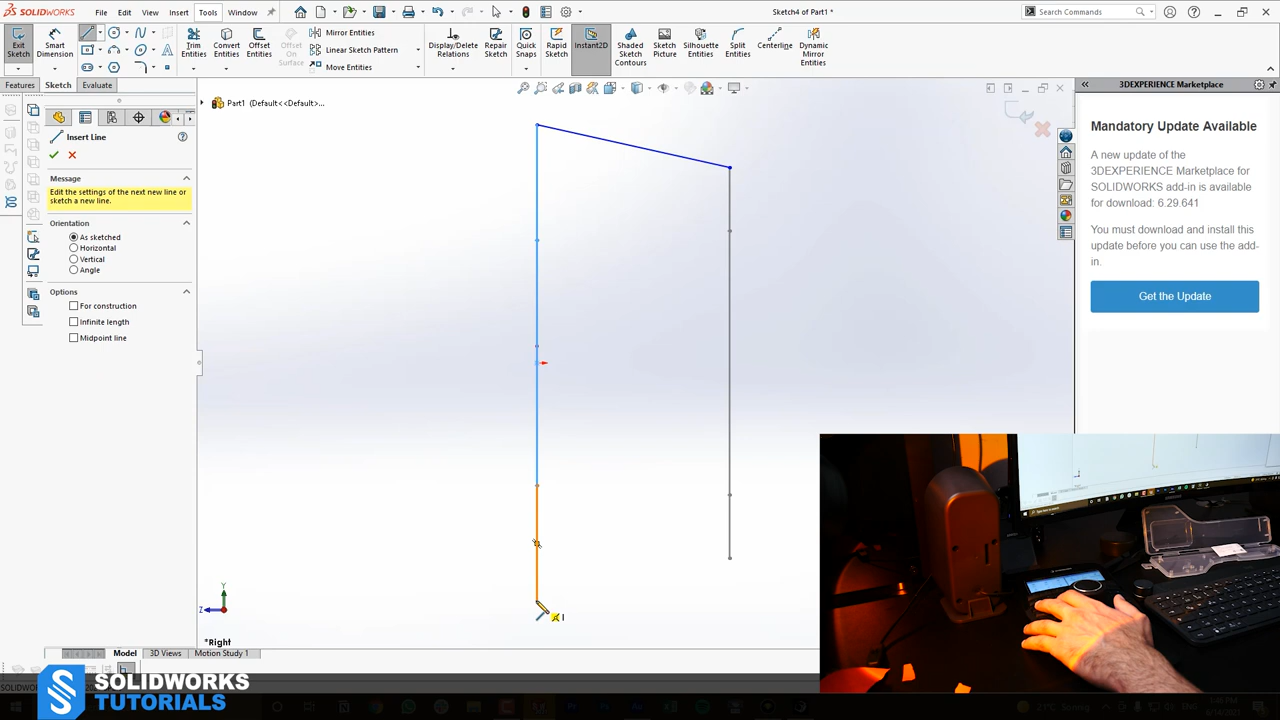 SOLIDWORKS
File
Edit
View
Insert
Tools
Window
Sketch4 of Part1 *
Search Commands
Exit Sketch
Smart Dimension
Trim Entities
Convert Entities
Offset Entities
Offset On Surface
Mirror Entities
Linear Sketch Pattern
Move Entities
Display/Delete Relations
Repair Sketch
Quick Snaps
Rapid Sketch
Instant2D
Shaded Sketch Contours
Sketch Picture
Silhouette Entities
Split Entities
Centerline
Dynamic Mirror Entities
Features
Sketch
Evaluate
Part1 (Default<<Default>...
3DEXPERIENCE Marketplace
Insert Line
Message
Edit the settings of the next new line or
sketch a new line.
Orientation
As sketched
Horizontal
Vertical
Angle
Options
For construction
Infinite length
Midpoint line
Mandatory Update Available
A new update of the
3DEXPERIENCE Marketplace for
SOLIDWORKS add-in is available
for download: 6.29.641
You must download and install this
update before you can use the add-
in.
Get the Update
Y
Z
*Right
Model
3D Views
Motion Study 1
SOLIDWORKS
TUTORIALS